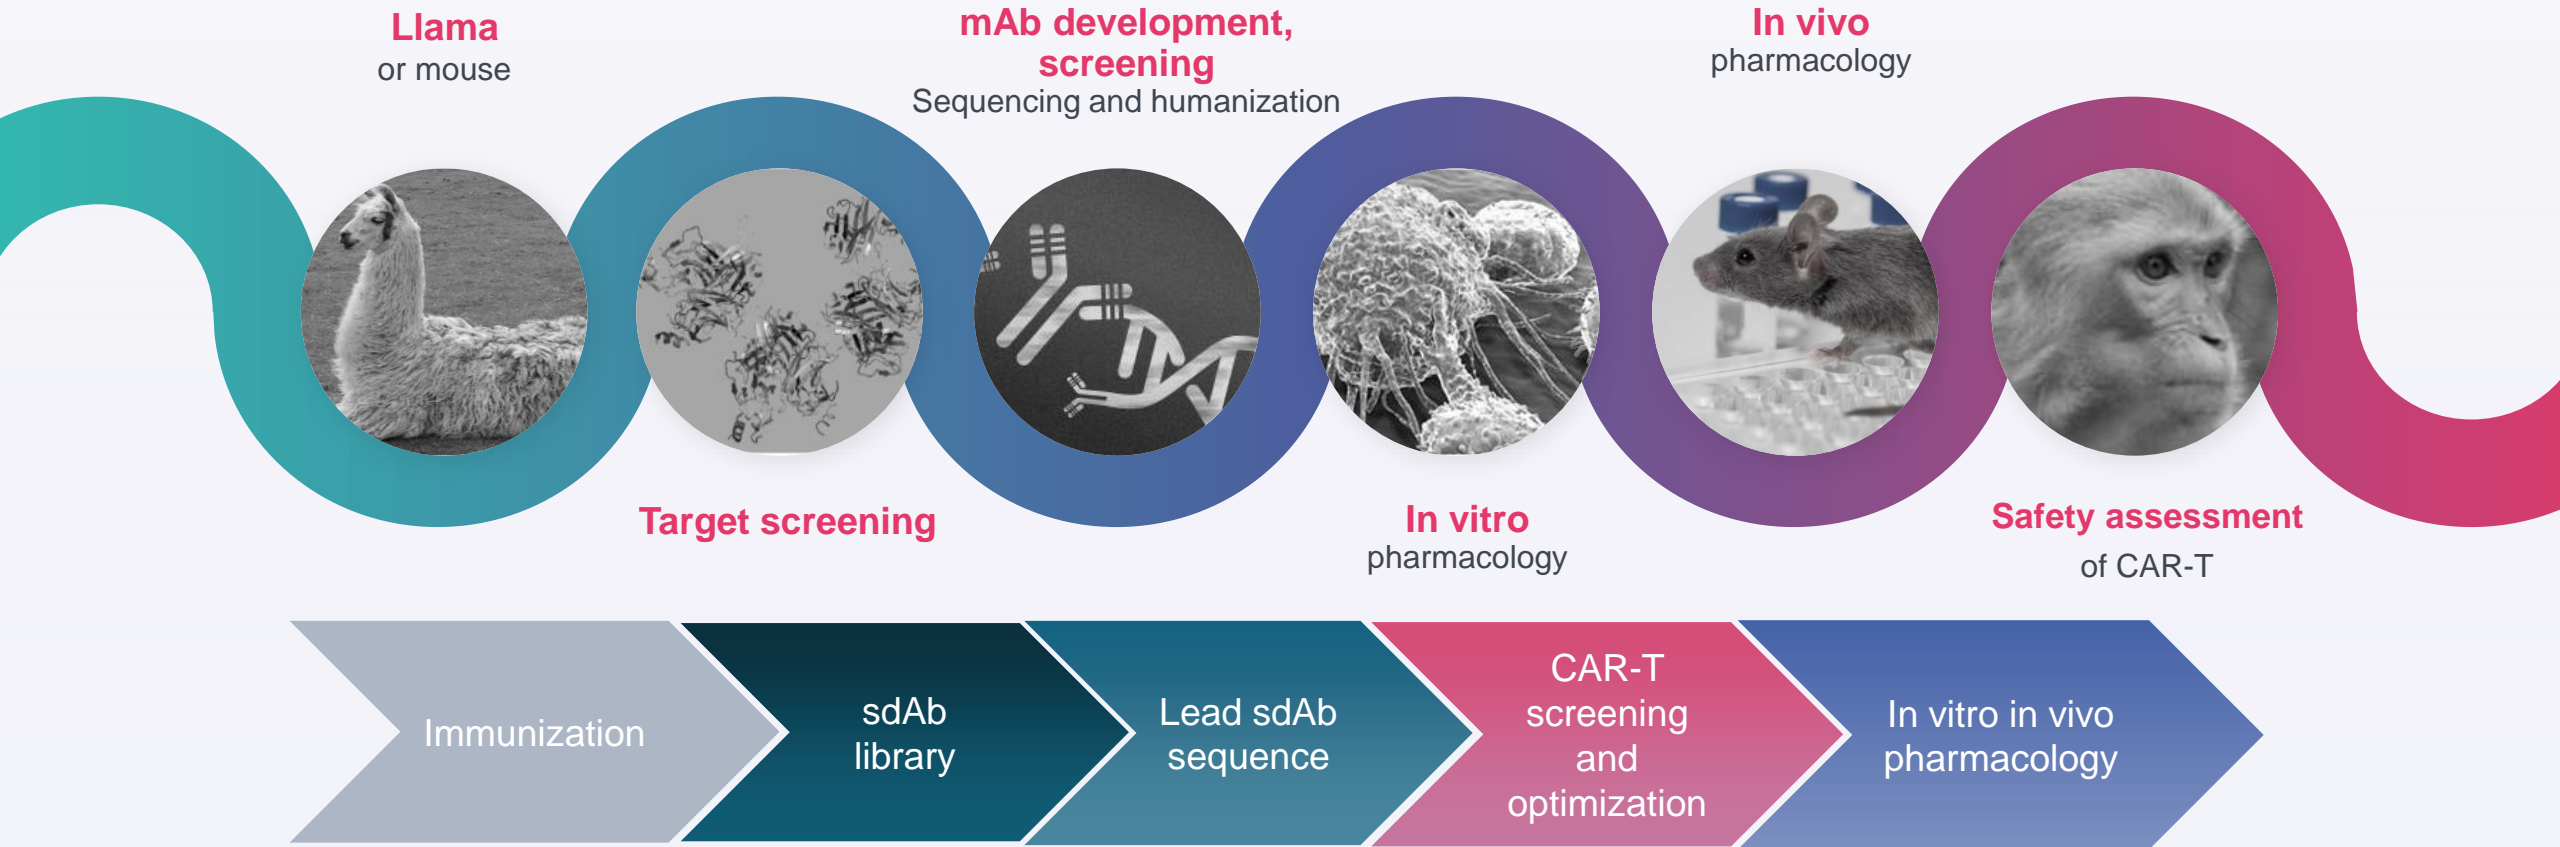 Llama
or mouse
Target screening
mAb development,
screening
Sequencing and humanization
In vitro
pharmacology
In vivo
pharmacology
Safety assessment
of CAR-T
Immunization
sdAb
library
Lead sdAb
sequence
CAR-T
screening
and
optimization
In vitro in vivo
pharmacology